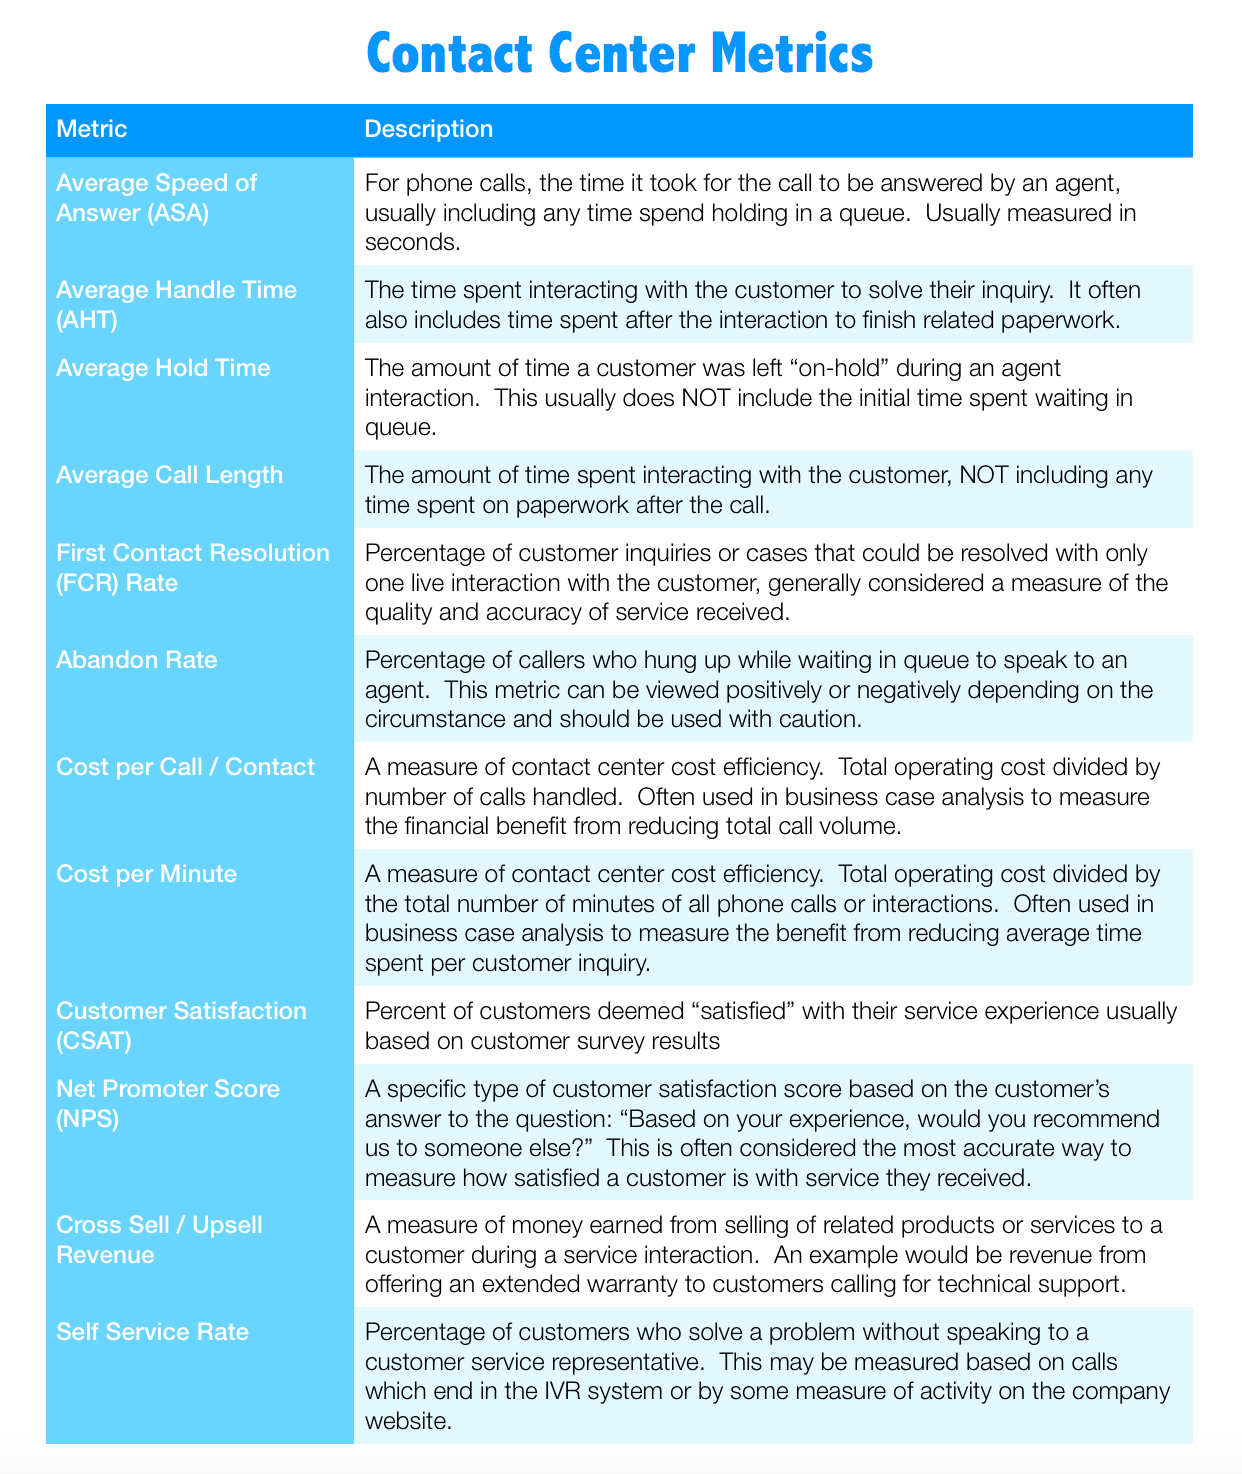 Contact Center Metrics
Metric
Description
Average Speed of
Answer (ASA)
For phone calls, the time it took for the call to be answered by an agent,
usually including any time spend holding in a queue.  Usually measured in
seconds.
Average Handle Time
(AHT)
The time spent interacting with the customer to solve their inquiry.  It often
also includes time spent after the interaction to finish related paperwork.
Average Hold Time
The amount of time a customer was left “on-hold” during an agent
interaction.  This usually does NOT include the initial time spent waiting in
queue.
Average Call Length
The amount of time spent interacting with the customer, NOT including any
time spent on paperwork after the call.
First Contact Resolution
(FCR) Rate
Percentage of customer inquiries or cases that could be resolved with only
one live interaction with the customer, generally considered a measure of the
quality and accuracy of service received.
Abandon Rate
Percentage of callers who hung up while waiting in queue to speak to an
agent.  This metric can be viewed positively or negatively depending on the
circumstance and should be used with caution.
Cost per Call / Contact
A measure of contact center cost efficiency.  Total operating cost divided by
number of calls handled.  Often used in business case analysis to measure
the financial benefit from reducing total call volume.
Cost per Minute
A measure of contact center cost efficiency.  Total operating cost divided by
the total number of minutes of all phone calls or interactions.  Often used in
business case analysis to measure the benefit from reducing average time
spent per customer inquiry.
Customer Satisfaction
(CSAT)
Percent of customers deemed “satisfied” with their service experience usually
based on customer survey results
Net Promoter Score
(NPS)
A specific type of customer satisfaction score based on the customer’s
answer to the question: “Based on your experience, would you recommend
us to someone else?”  This is often considered the most accurate way to
measure how satisfied a customer is with service they received.
Cross Sell / Upsell
Revenue
A measure of money earned from selling of related products or services to a
customer during a service interaction.  An example would be revenue from
offering an extended warranty to customers calling for technical support.
Self Service Rate
Percentage of customers who solve a problem without speaking to a
customer service representative.  This may be measured based on calls
which end in the IVR system or by some measure of activity on the company
website.